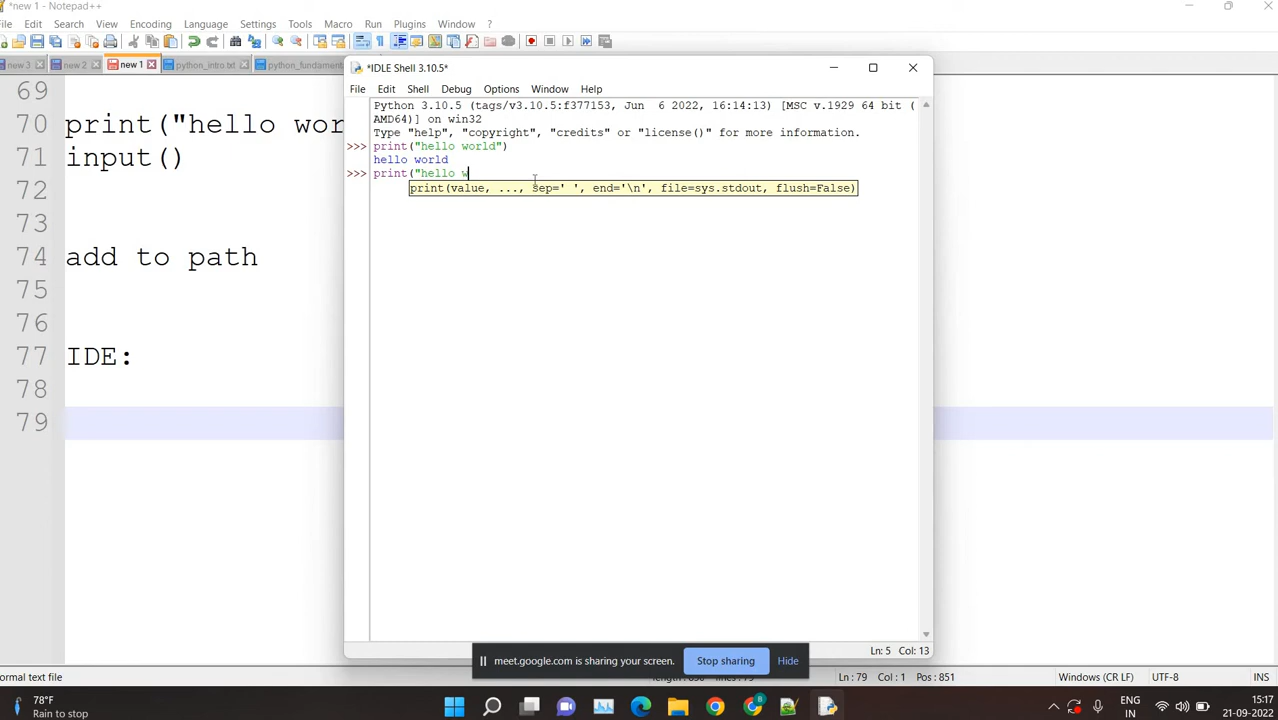 *new 1 - Notepad++
File Edit Search View Encoding Language Settings Tools Macro Run Plugins Window ?
new 3 new 2 new 1 python_intro.txt python_fundament
69
70 print("hello wor
71 input()
72
73
74 add to path
75
76
77 IDE:
78
79
*IDLE Shell 3.10.5*
File Edit Shell Debug Options Window Help
Python 3.10.5 (tags/v3.10.5:f377153, Jun 6 2022, 16:14:13) [MSC v.1929 64 bit (
AMD64)] on win32
Type "help", "copyright", "credits" or "license()" for more information.
>>> print("hello world")
hello world
>>> print("hello w
print(value, ..., sep=' ', end='\n', file=sys.stdout, flush=False)
Ln: 5 Col: 13
meet.google.com is sharing your screen. Stop sharing Hide
ormal text file Ln : 79 Col : 1 Pos : 851 Windows (CR LF) UTF-8 INS
78°F
Rain to stop
ENG
IN
15:17
21-09-2022